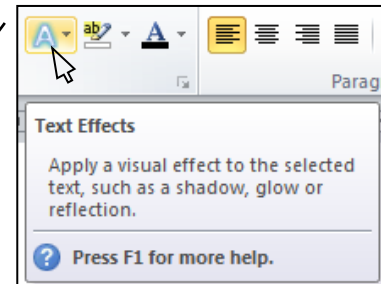 A ab A
Parag
Text Effects
Apply a visual effect to the selected
text, such as a shadow, glow or
reflection.
Press F1 for more help.